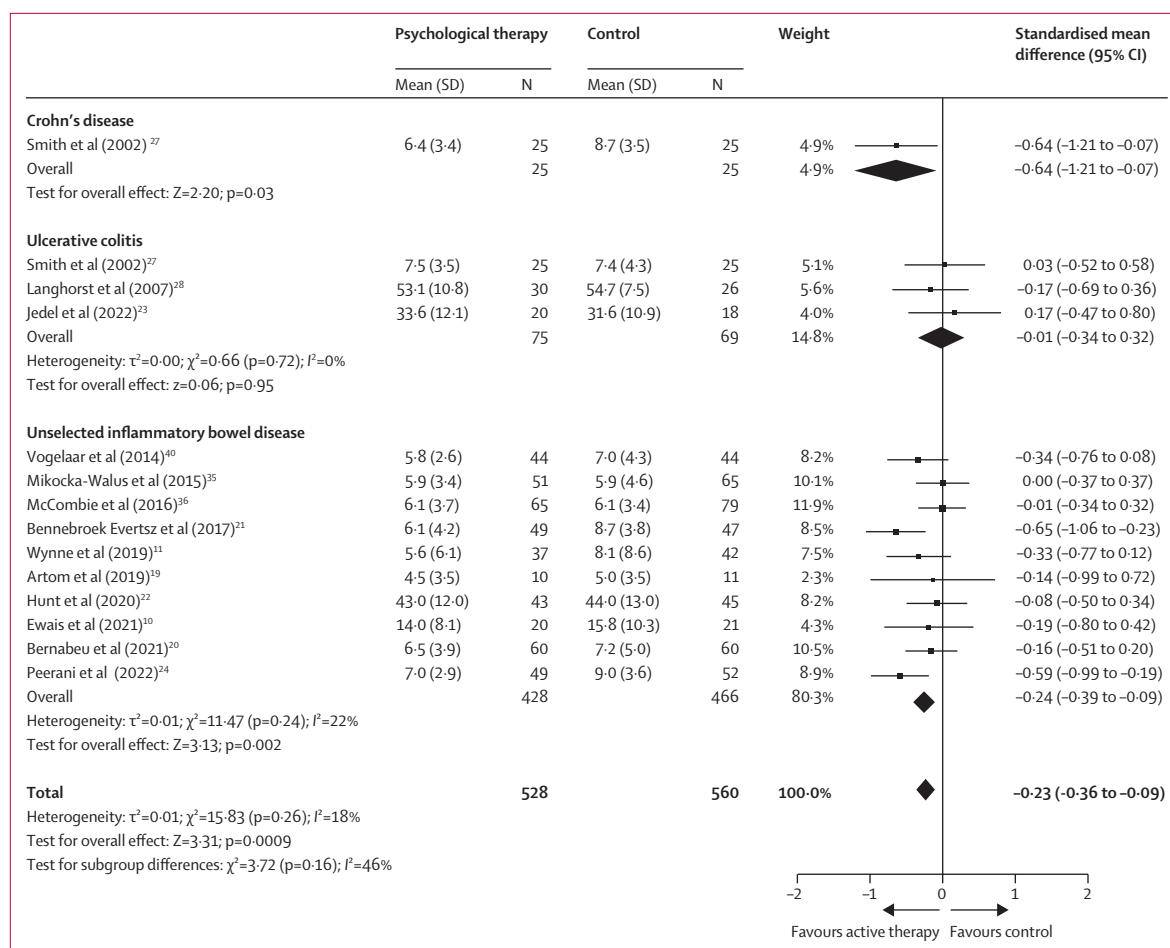 Psychological therapy Control Weight Standardised mean
difference (95% CI)
Mean (SD) N Mean (SD) N
Crohn's disease
Smith et al (2002) ²⁷ 6·4 (3·4) 25 8·7 (3·5) 25 4·9% –0·64 (–1·21 to –0·07)
Overall 25 25 4·9% –0·64 (–1·21 to –0·07)
Test for overall effect: Z=2·20; p=0·03
Ulcerative colitis
Smith et al (2002)²⁷ 7·5 (3·5) 25 7·4 (4·3) 25 5·1% 0·03 (–0·52 to 0·58)
Langhorst et al (2007)²⁸ 53·1 (10·8) 30 54·7 (7·5) 26 5·6% –0·17 (–0·69 to 0·36)
Jedel et al (2022)²³ 33·6 (12·1) 20 31·6 (10·9) 18 4·0% 0·17 (–0·47 to 0·80)
Overall 75 69 14·8% –0·01 (–0·34 to 0·32)
Heterogeneity: τ²=0·00; χ²=0·66 (p=0·72); I²=0%
Test for overall effect: z=0·06; p=0·95
Unselected inflammatory bowel disease
Vogelaar et al (2014)⁴⁰ 5·8 (2·6) 44 7·0 (4·3) 44 8·2% –0·34 (–0·76 to 0·08)
Mikocka-Walus et al (2015)³⁵ 5·9 (3·4) 51 5·9 (4·6) 65 10·1% 0·00 (–0·37 to 0·37)
McCombie et al (2016)³⁶ 6·1 (3·7) 65 6·1 (3·4) 79 11·9% –0·01 (–0·34 to 0·32)
Bennebroek Evertsz et al (2017)²¹ 6·1 (4·2) 49 8·7 (3·8) 47 8·5% –0·65 (–1·06 to –0·23)
Wynne et al (2019)¹¹ 5·6 (6·1) 37 8·1 (8·6) 42 7·5% –0·33 (–0·77 to 0·12)
Artom et al (2019)¹⁹ 4·5 (3·5) 10 5·0 (3·5) 11 2·3% –0·14 (–0·99 to 0·72)
Hunt et al (2020)²² 43·0 (12·0) 43 44·0 (13·0) 45 8·2% –0·08 (–0·50 to 0·34)
Ewais et al (2021)¹⁰ 14·0 (8·1) 20 15·8 (10·3) 21 4·3% –0·19 (–0·80 to 0·42)
Bernabeu et al (2021)²⁰ 6·5 (3·9) 60 7·2 (5·0) 60 10·5% –0·16 (–0·51 to 0·20)
Peerani et al (2022)²⁴ 7·0 (2·9) 49 9·0 (3·6) 52 8·9% –0·59 (–0·99 to –0·19)
Overall 428 466 80·3% –0·24 (–0·39 to –0·09)
Heterogeneity: τ²=0·01; χ²=11·47 (p=0·24); I²=22%
Test for overall effect: Z=3·13; p=0·002
Total 528 560 100·0% –0·23 (-0·36 to –0·09)
Heterogeneity: τ²=0·01; χ²=15·83 (p=0·26); I²=18%
Test for overall effect: Z=3·31; p=0·0009
Test for subgroup differences: χ²=3·72 (p=0·16); I²=46%
–2 –1 0 1 2
Favours active therapy Favours control